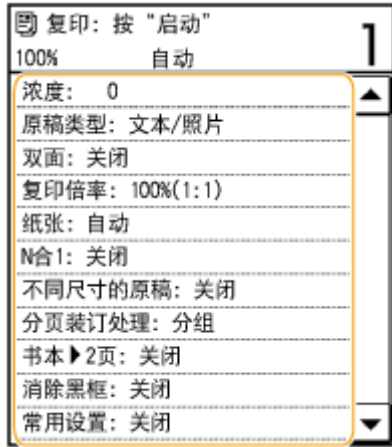 复印：按“启动”
1
100% 自动
浓度： 0
原稿类型：文本/照片
双面：关闭
复印倍率：100%(1:1)
纸张：自动
N合1：关闭
不同尺寸的原稿：关闭
分页装订处理：分组
书本▶2页：关闭
消除黑框：关闭
常用设置：关闭